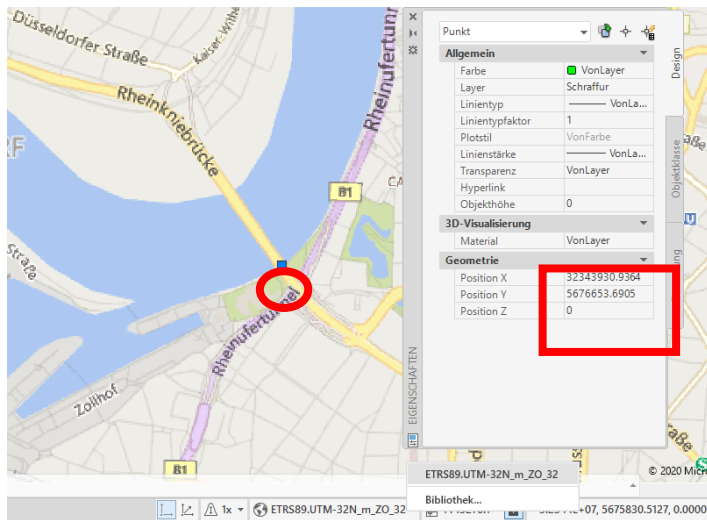 Düsseldorfer Straße
Kaiser-Wilhe
Rheinkniebrücke
Rheinufertunn
RF
B1
straße
Rheinufertunnel
Zollhof
B1
© 2020 Micr
Punkt
Allgemein
Farbe VonLayer
Layer Schraffur
Linientyp VonLa...
Linientypfaktor 1
Plotstil VonFarbe
Linienstärke VonLa...
Transparenz VonLayer
Hyperlink
Objekthöhe 0
3D-Visualisierung
Material VonLayer
Geometrie
Position X 32343930.9364
Position Y 5676653.6905
Position Z 0
Design
Objektklasse
EIGENSCHAFTEN
ETRS89.UTM-32N_m_ZO_32
Bibliothek...
1x ETRS89.UTM-32N_m_ZO_32
5675830.5127, 0.0000